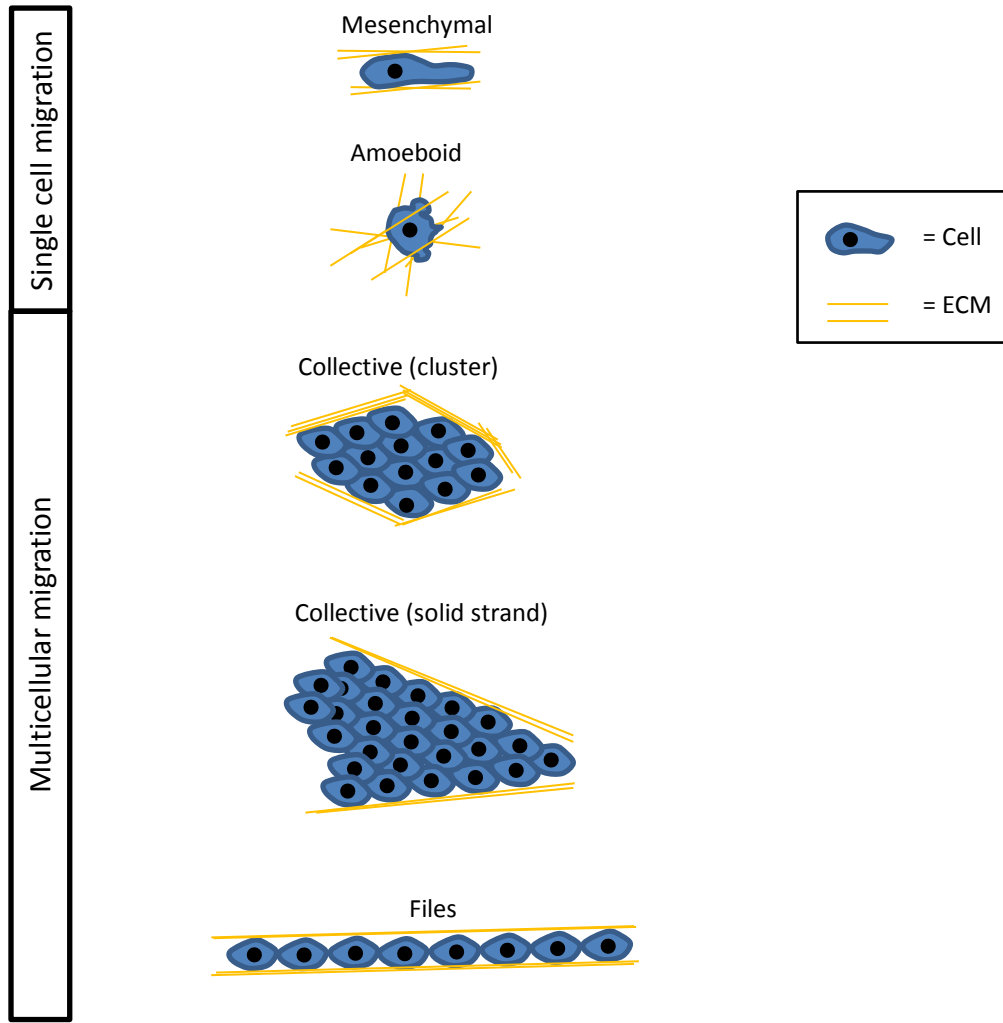 Single cell migration
Mesenchymal
Amoeboid
= Cell
= ECM
Multicellular migration
Collective (cluster)
Collective (solid strand)
Files